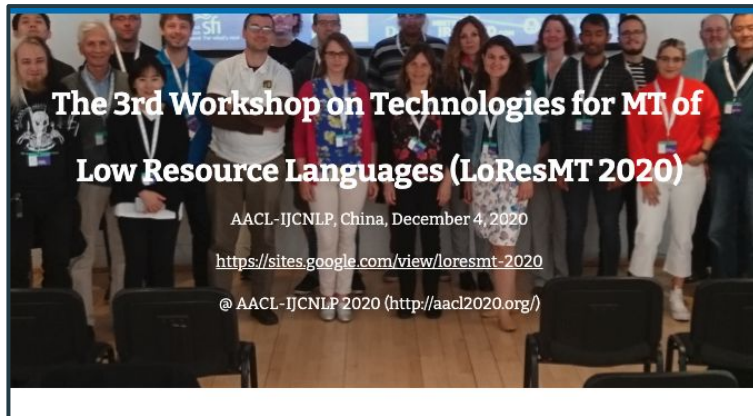 sfi
The 3rd Workshop on Technologies for MT of
Low Resource Languages (LoResMT 2020)
AACL-IJCNLP, China, December 4, 2020
https://sites.google.com/view/loresmt-2020
@ AACL-IJCNLP 2020 (http://aacl2020.org/)